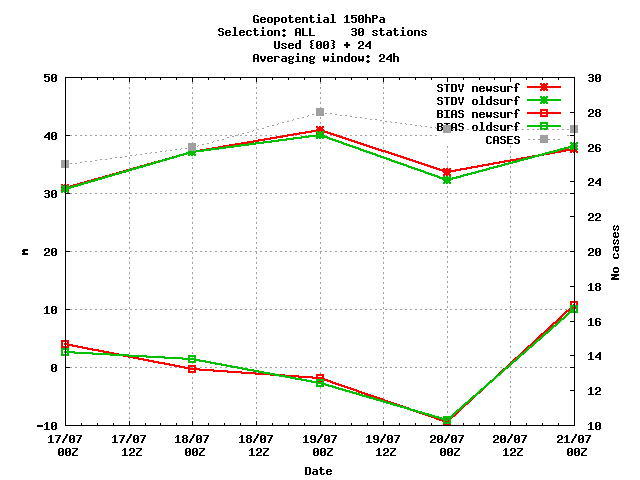 Geopotential 150hPa
Selection: ALL 30 stations
Used {00} + 24
Averaging window: 24h
50 30
STDV newsurf
STDV oldsurf
BIAS newsurf
BIAS oldsurf
CASES
28
40 26
24
30
22
20 20
18
10
16
14
0
12
-10 10
m
No cases
17/07 17/07 18/07 18/07 19/07 19/07 20/07 20/07 21/07
00Z 12Z 00Z 12Z 00Z 12Z 00Z 12Z 00Z
Date